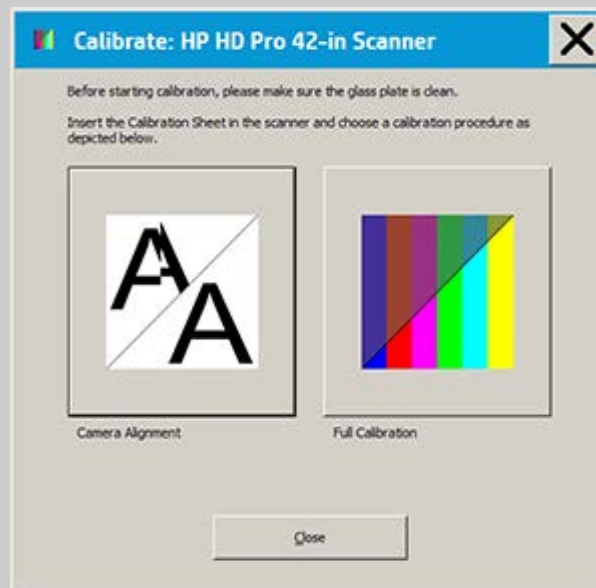 Calibrate: HP HD Pro 42-in Scanner
Before starting calibration, please make sure the glass plate is clean.
Insert the Calibration Sheet in the scanner and choose a calibration procedure as
depicted below.
A A
A
Camera Alignment
Full Calibration
Close